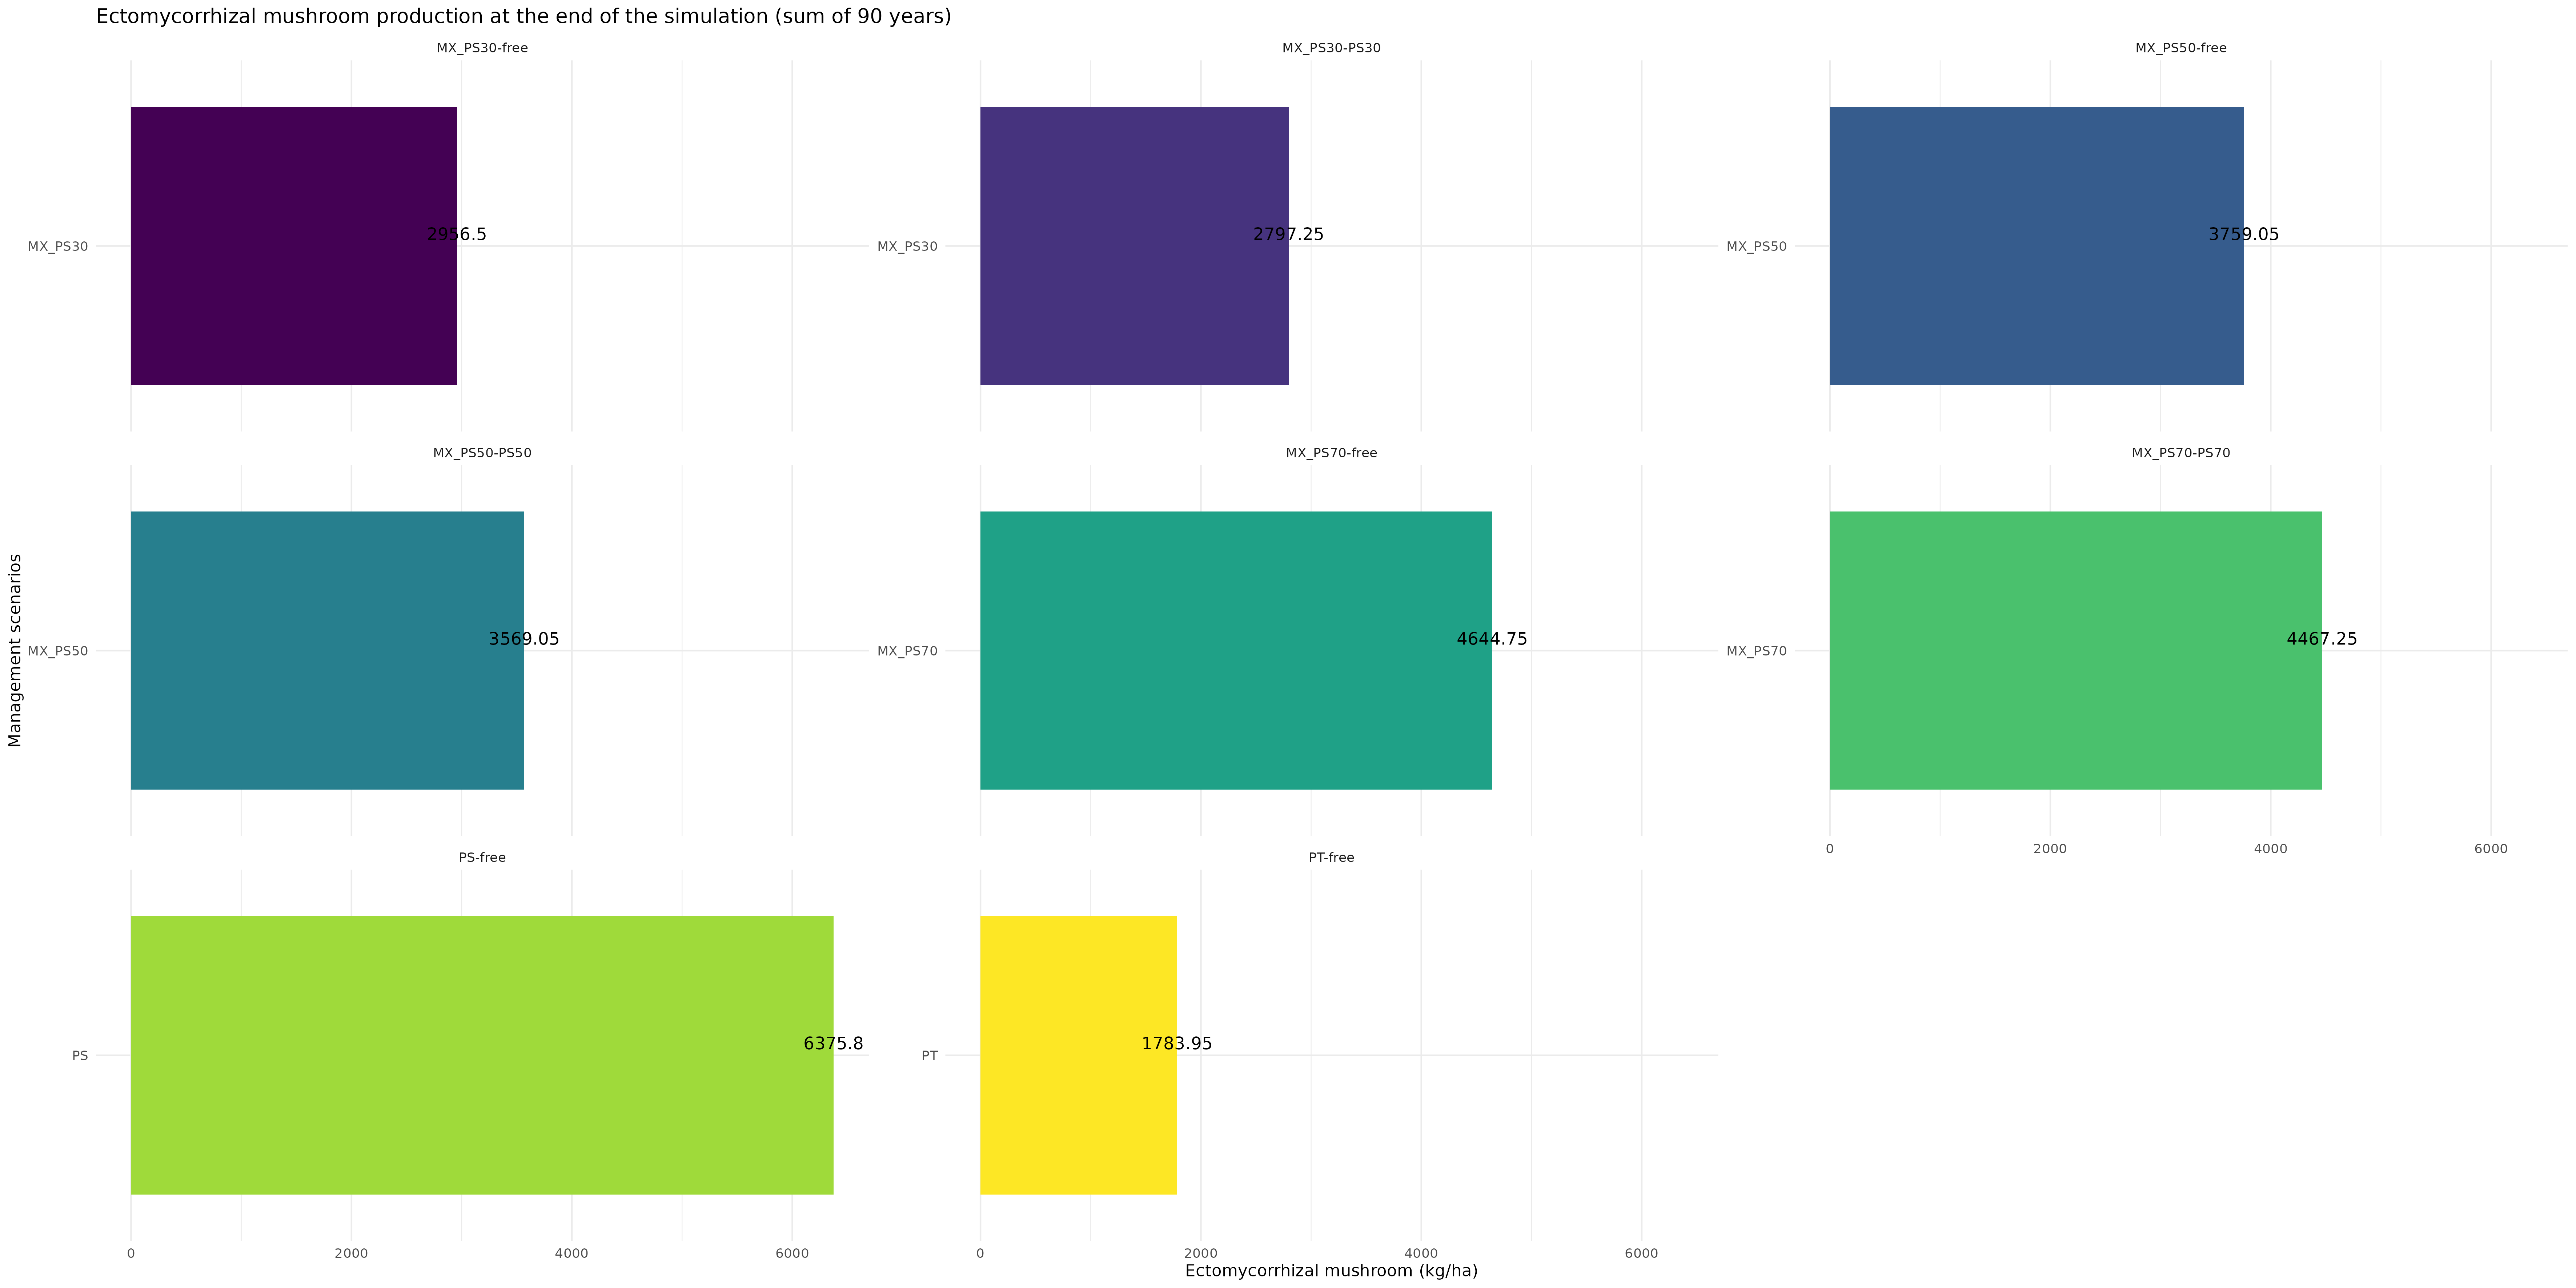 Ectomycorrhizal mushroom production at the end of the simulation (sum of 90 years)
MX_PS30-free
MX_PS30-PS30
MX_PS50-free
MX_PS30
2956.5
MX_PS30
2797.25
MX_PS50
3759.05
MX_PS50-PS50
MX_PS70-free
MX_PS70-PS70
Management scenarios
MX_PS50
3569.05
MX_PS70
4644.75
MX_PS70
4467.25
0 2000 4000 6000
PS-free
PT-free
PS
6375.8
PT
1783.95
0 2000 4000 6000
0 2000 4000 6000
Ectomycorrhizal mushroom (kg/ha)